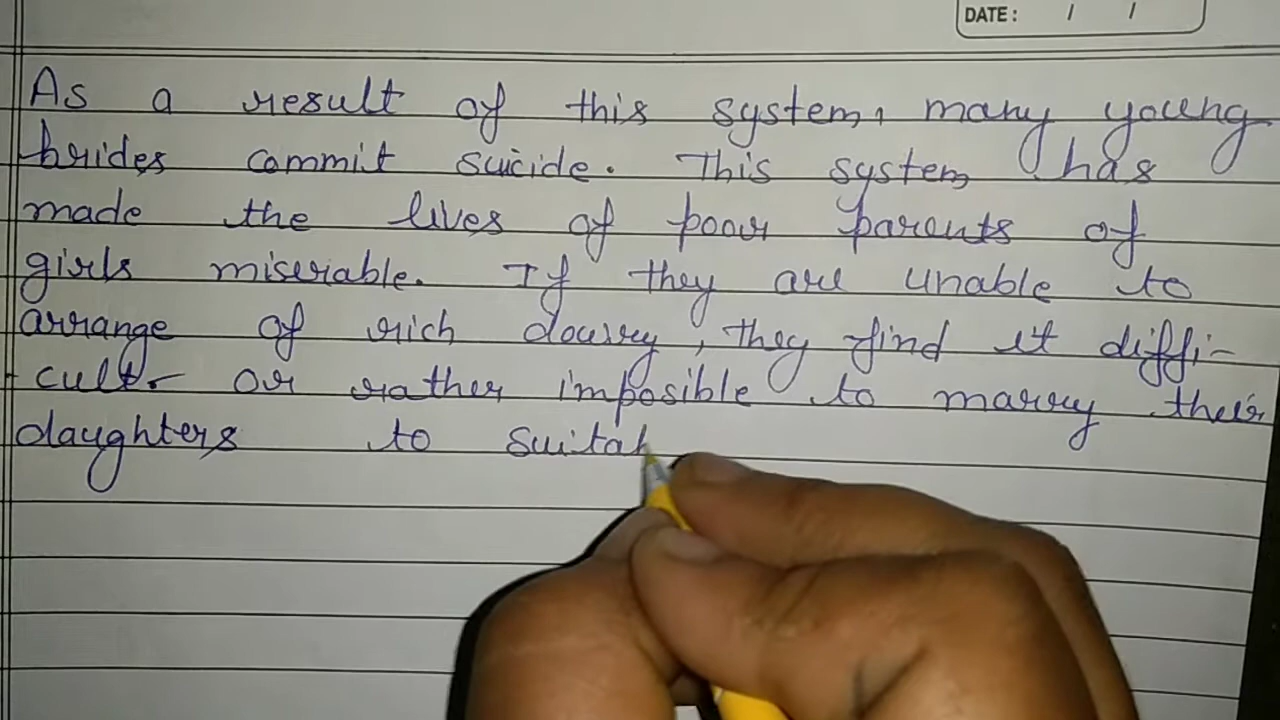 DATE: / /
As a result of this system, many young
brides commit suicide. This system has
made the lives of poor parents of
girls miserable. If they are unable to
arrange of rich dowry, they find it diffi-
cult- or rather imposible to marry their
daughters to suitab